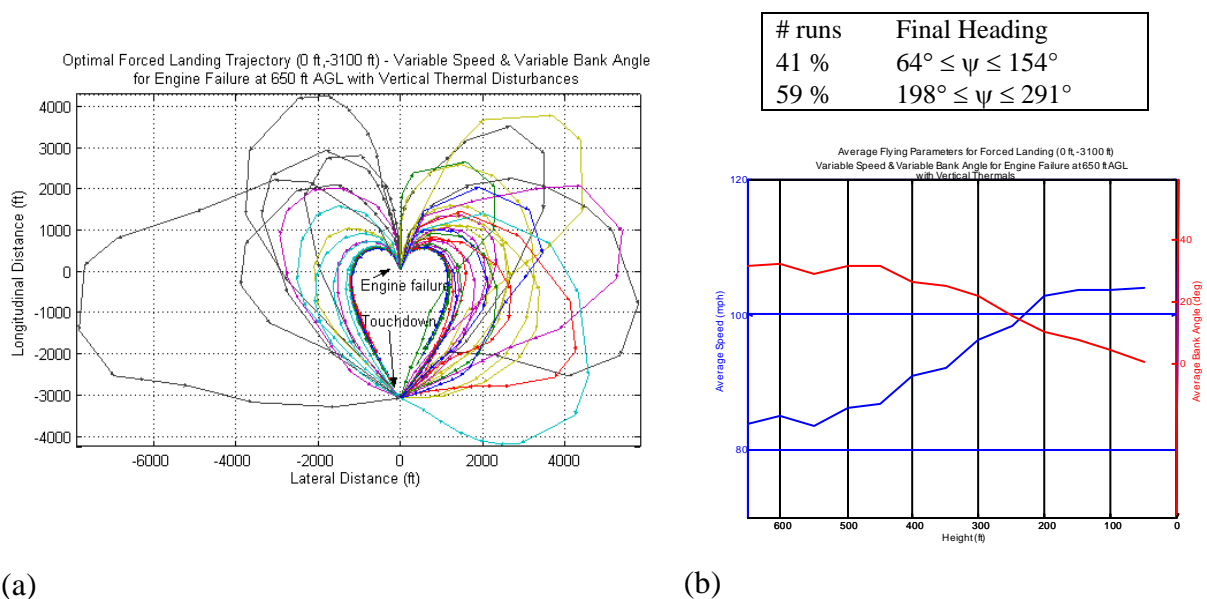 Optimal Forced Landing Trajectory (0 ft,-3100 ft) - Variable Speed & Variable Bank Angle
for Engine Failure at 650 ft AGL with Vertical Thermal Disturbances
4000
3000
2000
1000
0
-1000
-2000
-3000
-4000
Longitudinal Distance (ft)
Engine failure
Touchdown
-6000 -4000 -2000 0 2000 4000
Lateral Distance (ft)
(a)
# runs Final Heading
41 % 64° ≤ ψ ≤ 154°
59 % 198° ≤ ψ ≤ 291°
Average Flying Parameters for Forced Landing (0 ft,-3100 ft)
Variable Speed & Variable Bank Angle for Engine Failure at 650 ft AGL
with Vertical Thermals
120
100
80
Average Speed (mph)
40
20
0
Average Bank Angle (deg)
600 500 400 300 200 100 0
Height (ft)
(b)